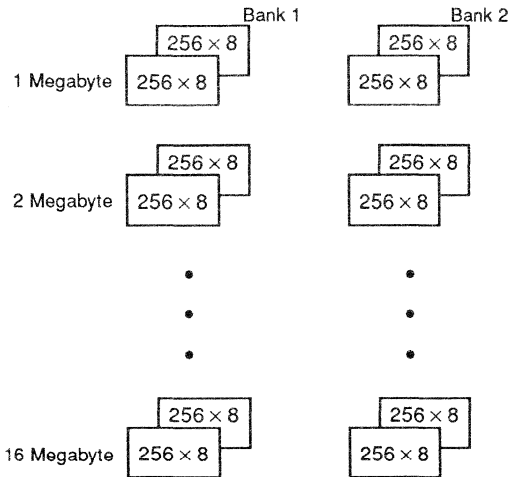 Bank 1 Bank 2
256 × 8 256 × 8
1 Megabyte 256 × 8 256 × 8
256 × 8 256 × 8
2 Megabyte 256 × 8 256 × 8
256 × 8 256 × 8
16 Megabyte 256 × 8 256 × 8